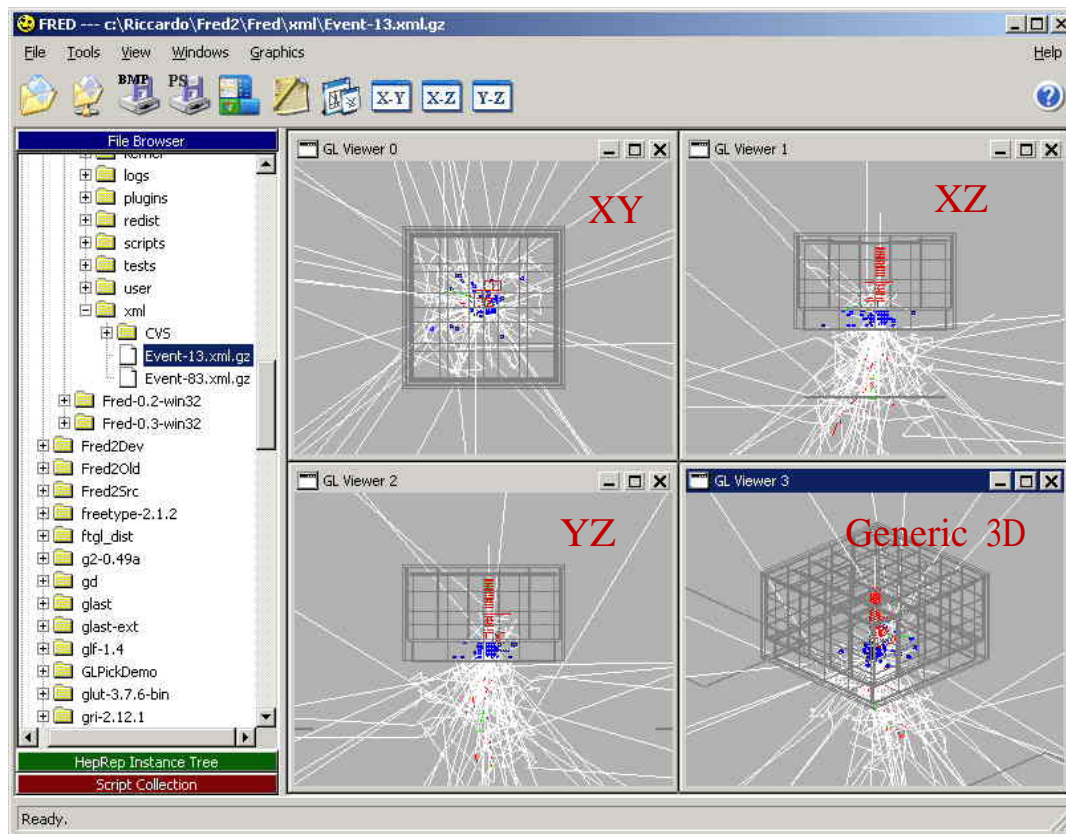 FRED --- c:\Riccardo\Fred2\Fred\xml\Event-13.xml.gz
File Tools View Windows Graphics Help
BMP PS X-Y X-Z Y-Z ?
File Browser
kernel
logs
plugins
redist
scripts
tests
user
xml
CVS
Event-13.xml.gz
Event-83.xml.gz
Fred-0.2-win32
Fred-0.3-win32
Fred2Dev
Fred2Old
Fred2Src
freetype-2.1.2
ftgl_dist
g2-0.49a
gd
glast
glast-ext
glf-1.4
GLPickDemo
glut-3.7.6-bin
gri-2.12.1
HepRep Instance Tree
Script Collection
GL Viewer 0
XY
GL Viewer 1
XZ
GL Viewer 2
YZ
GL Viewer 3
Generic 3D
Ready.